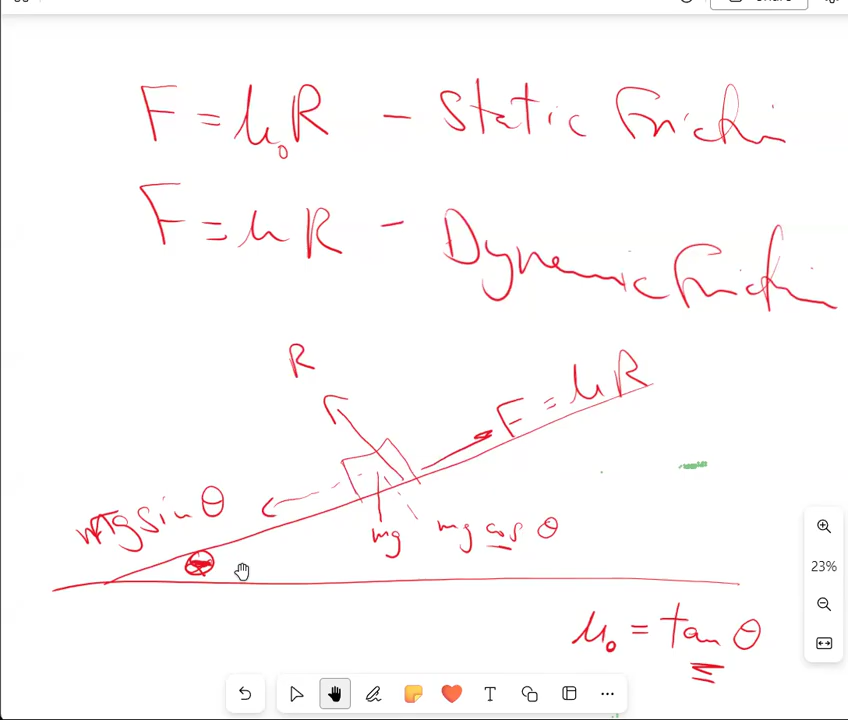 F = μ₀R - Static Friction
F = μR - Dynamic Friction
R
F = μR
mg sin θ
mg
mg cos θ
θ
μ₀ = tan θ
23%